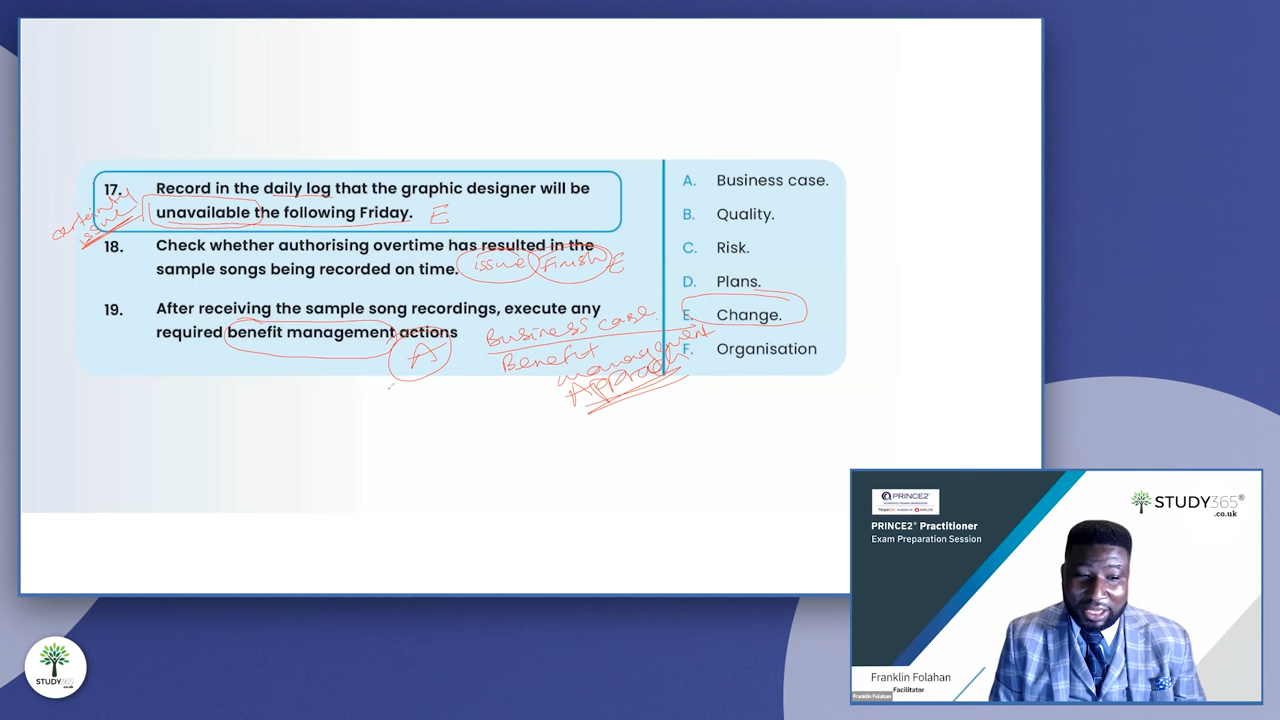 17. Record in the daily log that the graphic designer will be
unavailable the following Friday. E
certainty
issue
18. Check whether authorising overtime has resulted in the
sample songs being recorded on time. issue Finish E
19. After receiving the sample song recordings, execute any
required benefit management actions
A
Business case
Benefit
management
Approach
A. Business case.
B. Quality.
C. Risk.
D. Plans.
E. Change.
F. Organisation
PRINCE2
PRINCE2® Practitioner
Exam Preparation Session
STUDY365®
.co.uk
Franklin Folahan
Facilitator
Franklin Folahan
STUDY365
.co.uk